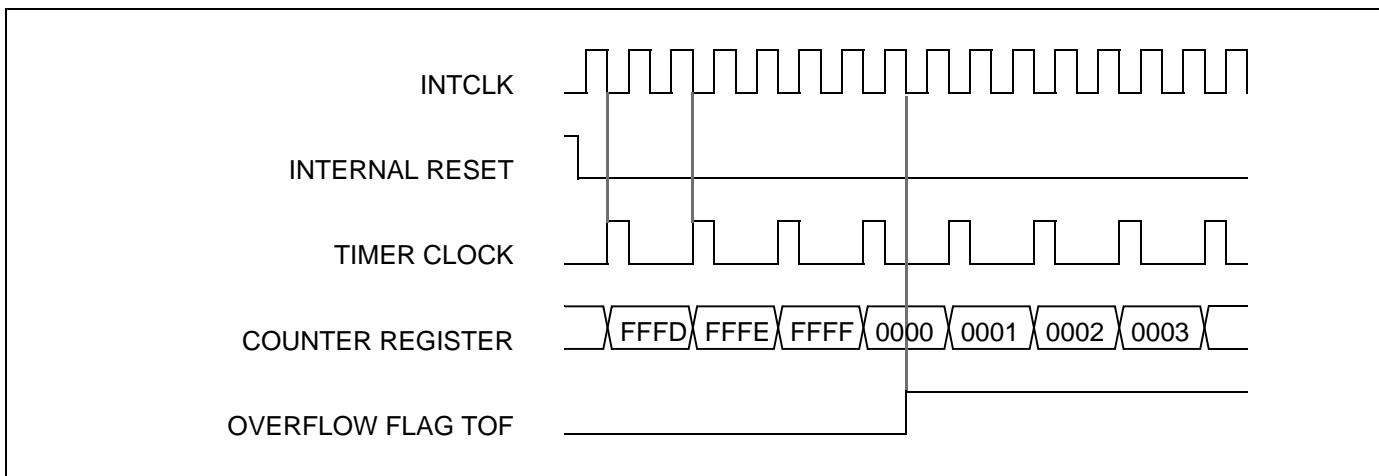 INTCLK
INTERNAL RESET
TIMER CLOCK
COUNTER REGISTER
FFFD FFFE FFFF 0000 0001 0002 0003
OVERFLOW FLAG TOF